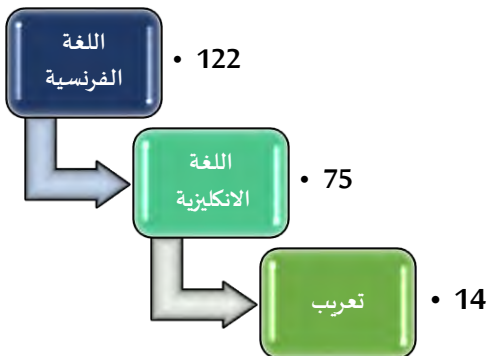 اللغة
الفرنسية
• 122
اللغة
الانكليزية
• 75
تعريب
• 14